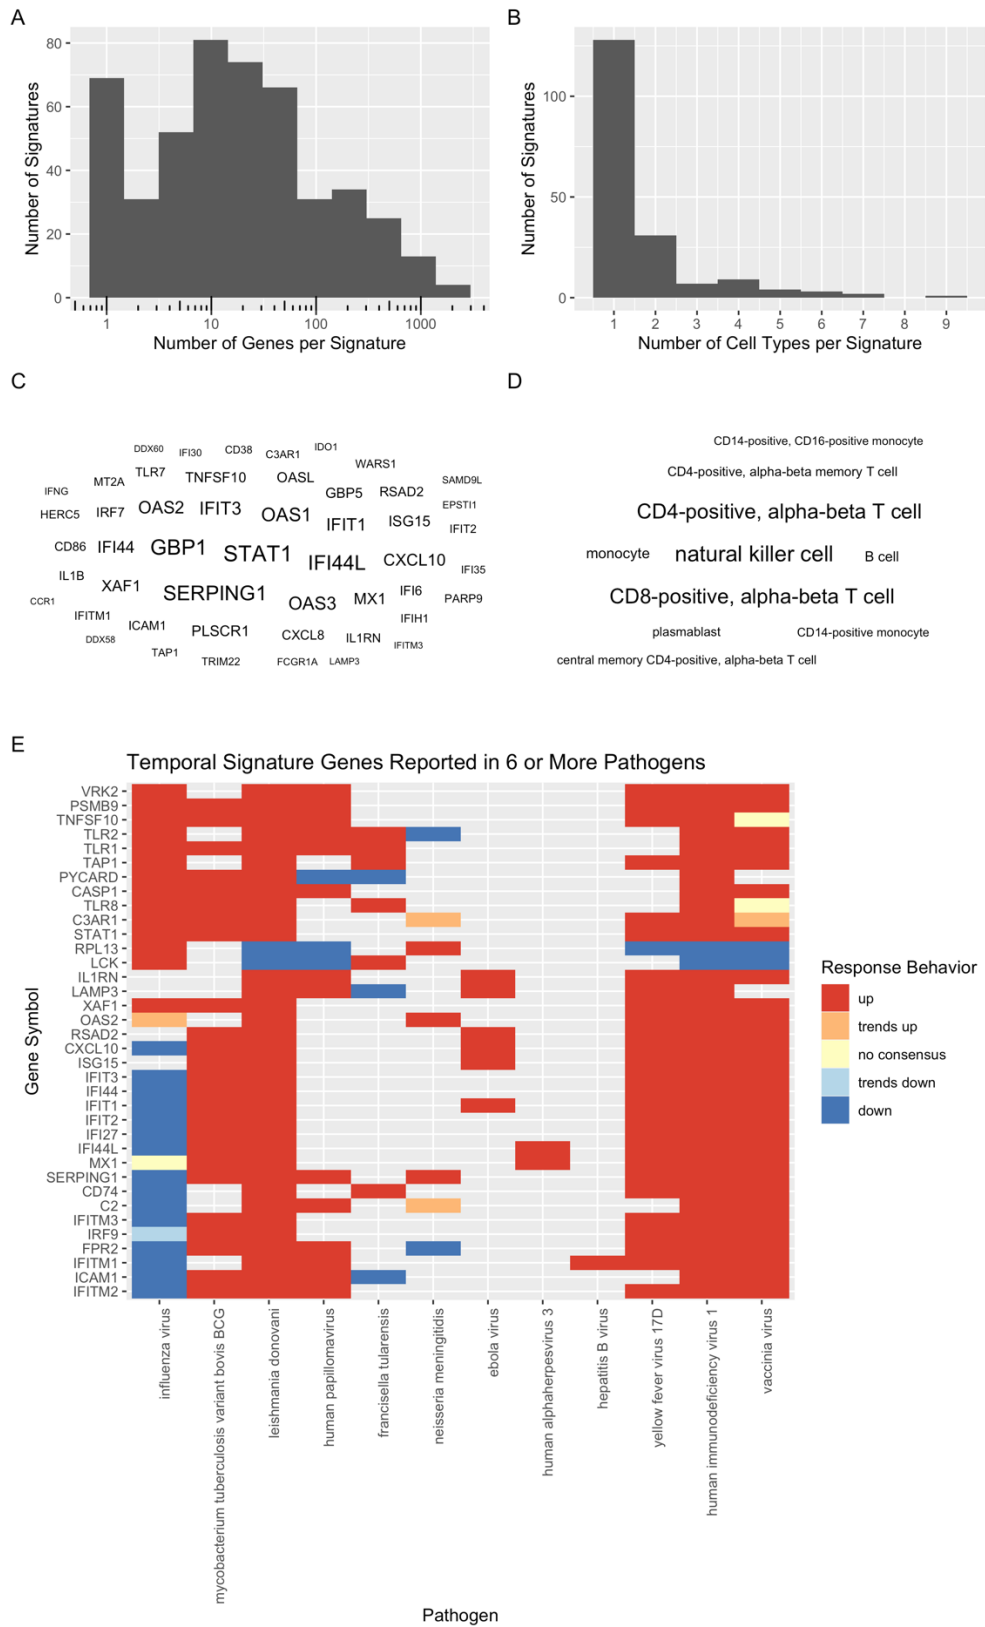 A
B
80
60
40
20
0
Number of Signatures
1
10
100
1000
Number of Genes per Signature
100
50
0
Number of Signatures
1 2 3 4 5 6 7 8 9
Number of Cell Types per Signature
C
D
DDX60 IFI30 CD38 C3AR1 IDO1
MT2A TLR7 TNFSF10 OASL WARS1
IFNG GBP5 RSAD2 SAMD9L
HERC5 IRF7 OAS2 IFIT3 OAS1 IFIT1 ISG15 EPSTI1 IFIT2
CD86 IFI44 GBP1 STAT1 IFI44L CXCL10 IFI35
IL1B XAF1 SERPING1 OAS3 MX1 IFI6 PARP9
CCR1 IFITM1 ICAM1 PLSCR1 CXCL8 IL1RN IFIH1 IFITM3
DDX58 TAP1 TRIM22 FCGR1A LAMP3
CD14-positive, CD16-positive monocyte
CD4-positive, alpha-beta memory T cell
CD4-positive, alpha-beta T cell
monocyte natural killer cell B cell
CD8-positive, alpha-beta T cell
plasmablast CD14-positive monocyte
central memory CD4-positive, alpha-beta T cell
E
Temporal Signature Genes Reported in 6 or More Pathogens
Gene Symbol
VRK2
PSMB9
TNFSF10
TLR2
TLR1
TAP1
PYCARD
CASP1
TLR8
C3AR1
STAT1
RPL13
LCK
IL1RN
LAMP3
XAF1
OAS2
RSAD2
CXCL10
ISG15
IFIT3
IFI44
IFIT1
IFIT2
IFI27
IFI44L
MX1
SERPING1
CD74
C2
IFITM3
IRF9
FPR2
IFITM1
ICAM1
IFITM2
influenza virus
mycobacterium tuberculosis variant bovis BCG
leishmania donovani
human papillomavirus
francisella tularensis
neisseria meningitidis
ebola virus
human alphaherpesvirus 3
hepatitis B virus
yellow fever virus 17D
human immunodeficiency virus 1
vaccinia virus
Pathogen
Response Behavior
up
trends up
no consensus
trends down
down